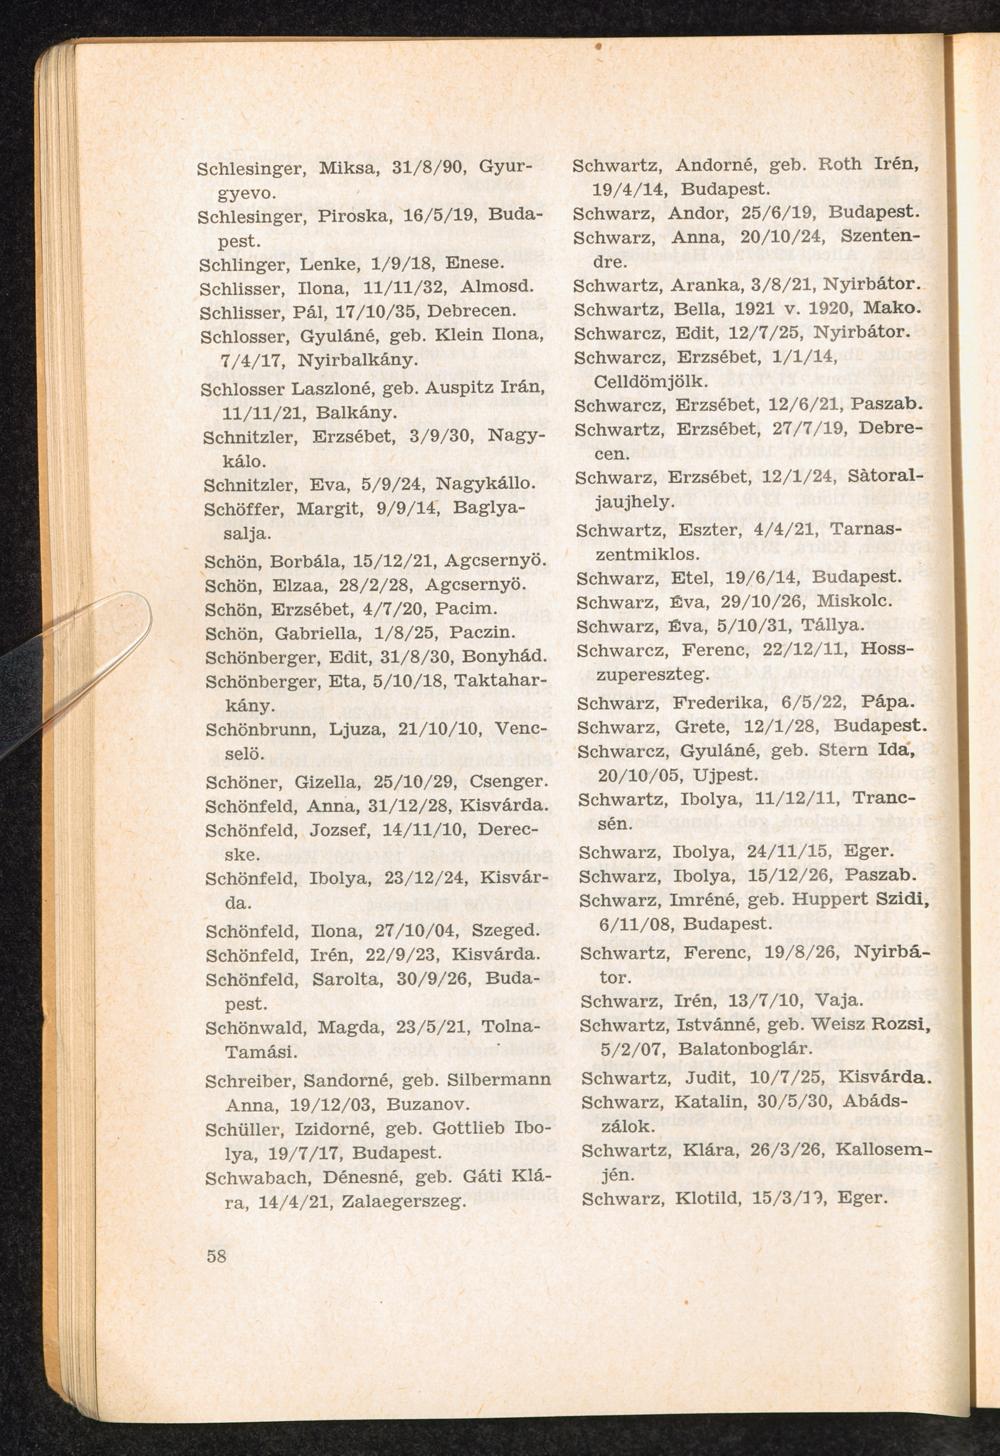 Schlesinger, Miksa, 31/8/90, Gyur-
gyevo.
Schlesinger, Piroska, 16/5/19, Buda-
pest.
Schlinger, Lenke, 1/9/18, Enese.
Schlisser, Ilona, 11/11/32, Almosd.
Schlisser, Pál, 17/10/35, Debrecen.
Schlosser, Gyuláné, geb. Klein Ilona,
7/4/17, Nyirbalkány.
Schlosser Laszloné, geb. Auspitz Irán,
11/11/21, Balkány.
Schnitzler, Erzsébet, 3/9/30, Nagy-
kálo.
Schnitzler, Eva, 5/9/24, Nagykállo.
Schöffer, Margit, 9/9/14, Baglya-
salja.
Schön, Borbála, 15/12/21, Agcsernyö.
Schön, Elzaa, 28/2/28, Agcsernyö.
Schön, Erzsébet, 4/7/20, Pacim.
Schön, Gabriella, 1/8/25, Paczin.
Schönberger, Edit, 31/8/30, Bonyhád.
Schönberger, Eta, 5/10/18, Taktahar-
kány.
Schönbrunn, Ljuza, 21/10/10, Venc-
selö.
Schöner, Gizella, 25/10/29, Csenger.
Schönfeld, Anna, 31/12/28, Kisvárda.
Schönfeld, Jozsef, 14/11/10, Derec-
ske.
Schönfeld, Ibolya, 23/12/24, Kisvár-
da.
Schönfeld, Ilona, 27/10/04, Szeged.
Schönfeld, Irén, 22/9/23, Kisvárda.
Schönfeld, Sarolta, 30/9/26, Buda-
pest.
Schönwald, Magda, 23/5/21, Tolna-
Tamási.
Schreiber, Sandorné, geb. Silbermann
Anna, 19/12/03, Buzanov.
Schüller, Izidorné, geb. Gottlieb Ibo-
lya, 19/7/17, Budapest.
Schwabach, Dénesné, geb. Gáti Klá-
ra, 14/4/21, Zalaegerszeg.
Schwartz, Andorné, geb. Roth Irén,
19/4/14, Budapest.
Schwarz, Andor, 25/6/19, Budapest.
Schwarz, Anna, 20/10/24, Szenten-
dre.
Schwartz, Aranka, 3/8/21, Nyirbátor.
Schwartz, Bella, 1921 v. 1920, Mako.
Schwarcz, Edit, 12/7/25, Nyirbátor.
Schwarcz, Erzsébet, 1/1/14,
Celldömjölk.
Schwarcz, Erzsébet, 12/6/21, Paszab.
Schwartz, Erzsébet, 27/7/19, Debre-
cen.
Schwarz, Erzsébet, 12/1/24, Sàtoral-
jaujhely.
Schwartz, Eszter, 4/4/21, Tarnas-
zentmiklos.
Schwarz, Etel, 19/6/14, Budapest.
Schwarz, Éva, 29/10/26, Miskolc.
Schwarz, Éva, 5/10/31, Tállya.
Schwarcz, Ferenc, 22/12/11, Hoss-
zupereszteg.
Schwarz, Frederika, 6/5/22, Pápa.
Schwarz, Grete, 12/1/28, Budapest.
Schwarcz, Gyuláné, geb. Stern Ida,
20/10/05, Ujpest.
Schwartz, Ibolya, 11/12/11, Tranc-
sén.
Schwarz, Ibolya, 24/11/15, Eger.
Schwarz, Ibolya, 15/12/26, Paszab.
Schwarz, Imréné, geb. Huppert Szidi,
6/11/08, Budapest.
Schwartz, Ferenc, 19/8/26, Nyirbá-
tor.
Schwarz, Irén, 13/7/10, Vaja.
Schwartz, Istvánné, geb. Weisz Rozsi,
5/2/07, Balatonboglár.
Schwartz, Judit, 10/7/25, Kisvárda.
Schwarz, Katalin, 30/5/30, Abáds-
zálok.
Schwartz, Klára, 26/3/26, Kallosem-
jén.
Schwarz, Klotild, 15/3/19, Eger.
58